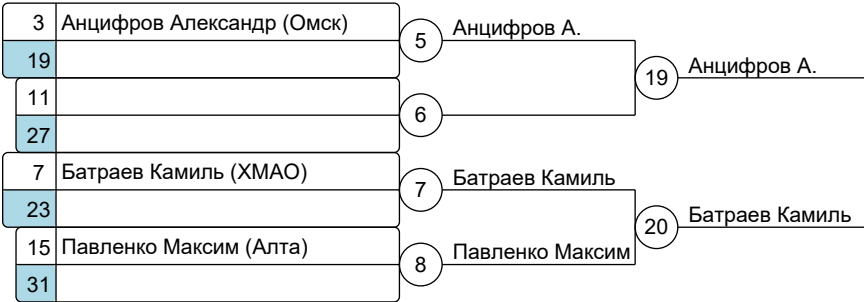 3 Анцифров Александр (Омск)
19
5 Анцифров А.
11
27
6
19 Анцифров А.
7 Батраев Камиль (ХМАО)
23
7 Батраев Камиль
15 Павленко Максим (Алта)
31
8 Павленко Максим
20 Батраев Камиль